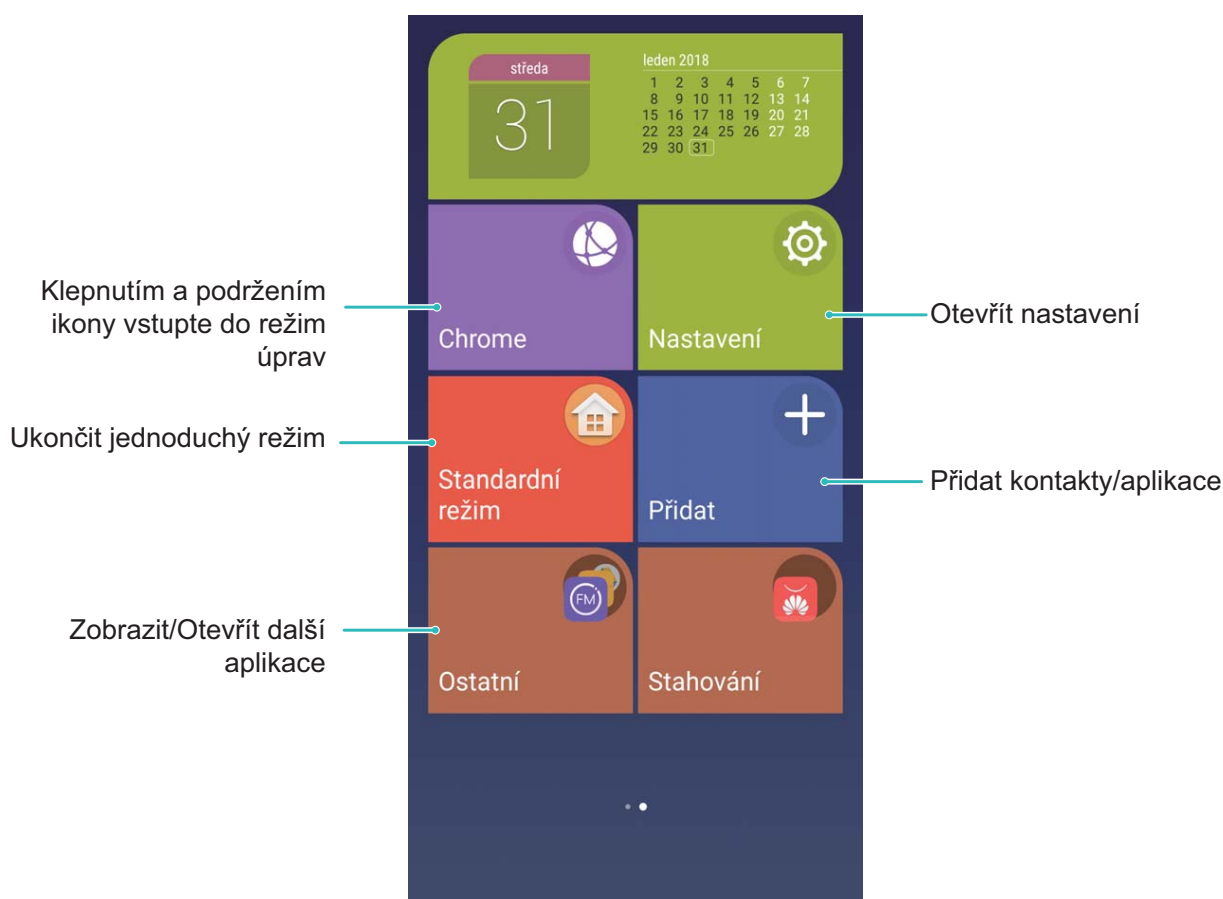 středa
31
leden 2018
1 2 3 4 5 6 7
8 9 10 11 12 13 14
15 16 17 18 19 20 21
22 23 24 25 26 27 28
29 30 31
Klepnutím a podržením
ikony vstupte do režim
úprav
Chrome
Nastavení
Otevřít nastavení
Ukončit jednoduchý režim
Standardní
režim
Přidat
Přidat kontakty/aplikace
Zobrazit/Otevřít další
aplikace
FM
Ostatní
Stahování